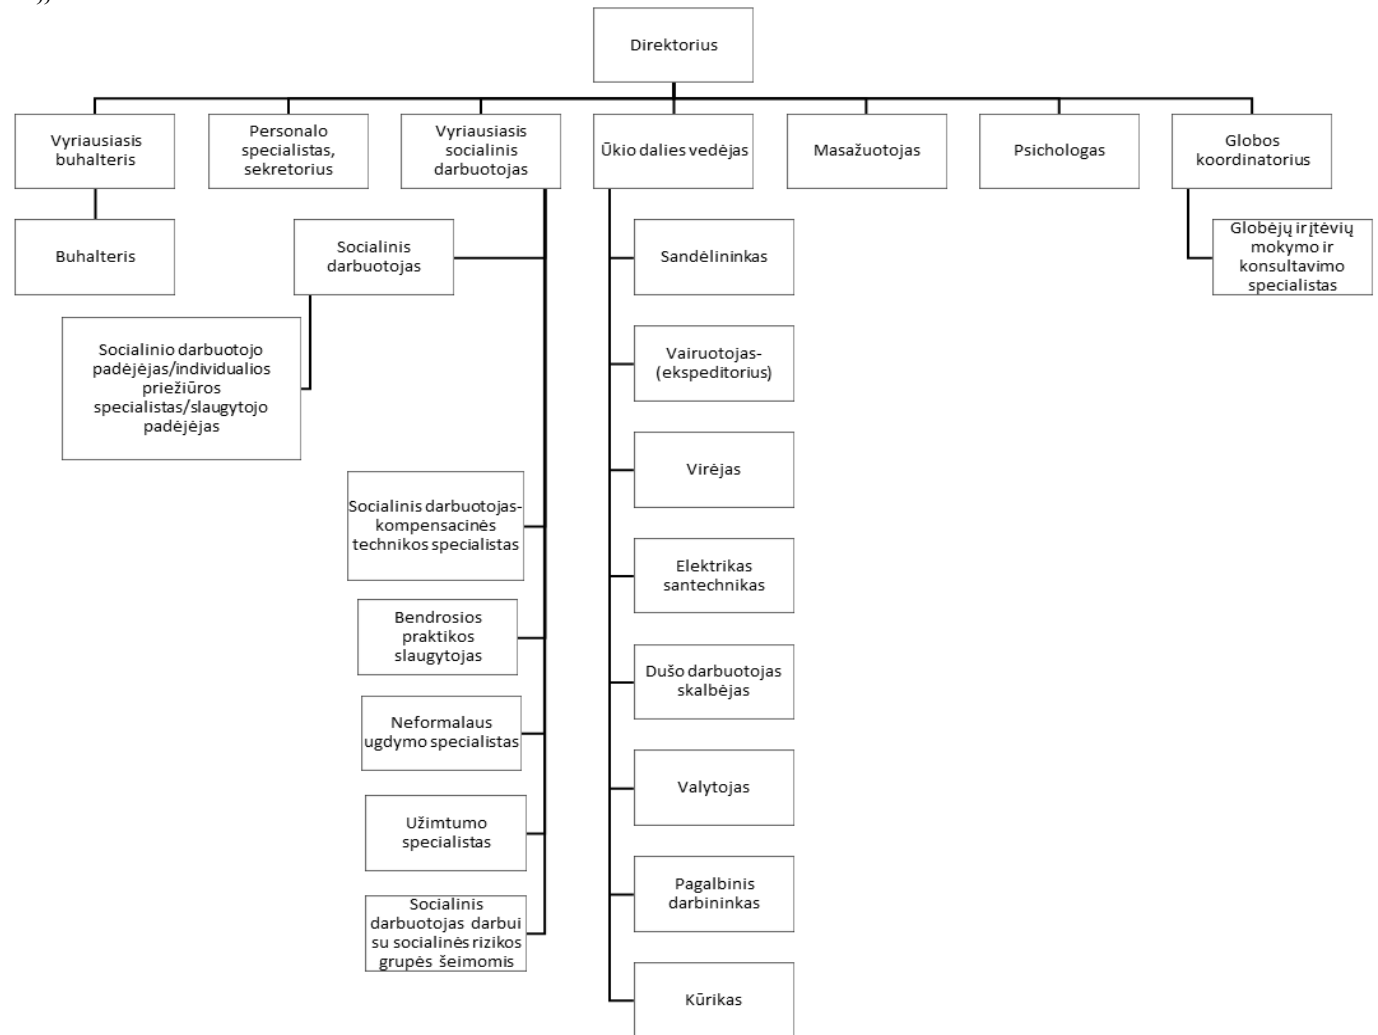 „
Direktorius
Vyriausiasis
buhalteris
Personalo
specialistas,
sekretorius
Vyriausiasis
socialinis
darbuotojas
Ūkio dalies vedėjas
Masažuotojas
Psichologas
Globos
koordinatorius
Buhalteris
Socialinis
darbuotojas
Sandėlininkas
Globėjų ir įtėvių
mokymo ir
konsultavimo
specialistas
Socialinio darbuotojo
padėjėjas/individualios
priežiūros
specialistas/slaugytojo
padėjėjas
Vairuotojas-
(ekspeditorius)
Virėjas
Socialinis darbuotojas-
kompensacinės
technikos specialistas
Elektrikas
santechnikas
Bendrosios
praktikos
slaugytojas
Dušo darbuotojas
skalbėjas
Neformalaus
ugdymo specialistas
Valytojas
Užimtumo
specialistas
Pagalbinis
darbininkas
Socialinis
darbuotojas darbui
su socialinės rizikos
grupės šeimomis
Kūrikas